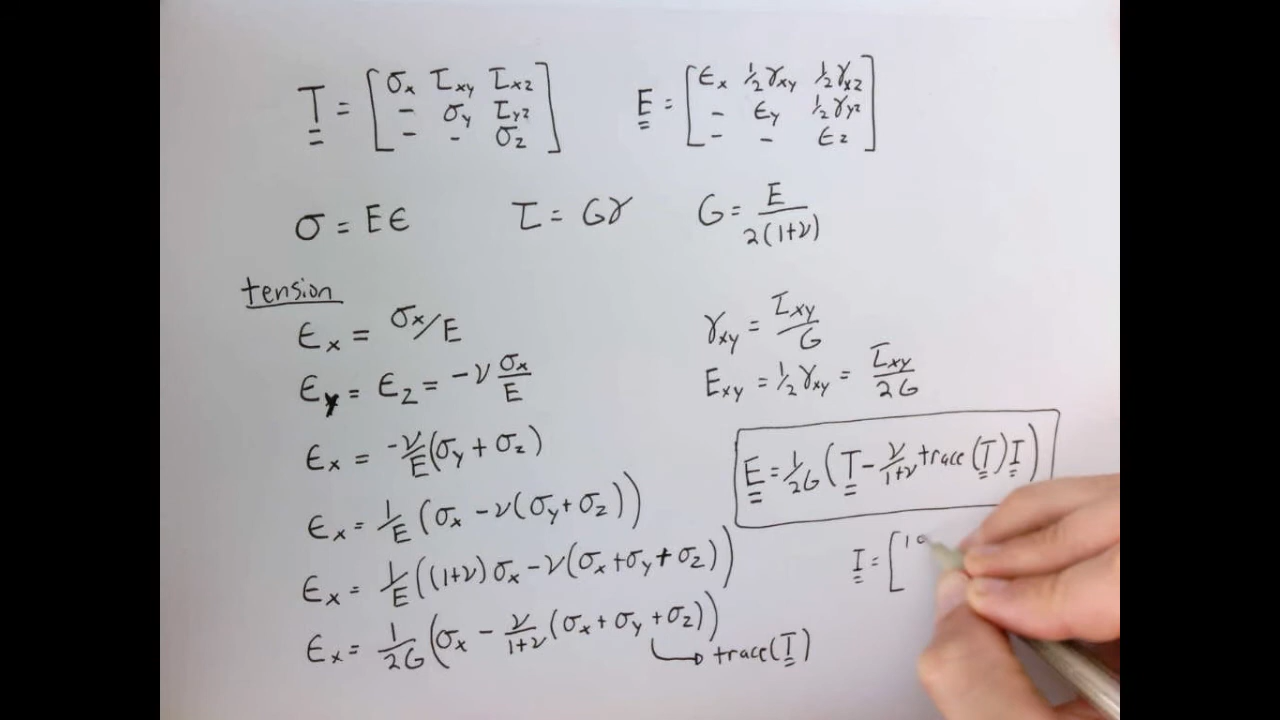 T = [σx τxy τxz
- σy τyz
- - σz]
E = [ϵx ½γxy ½γxz
- ϵy ½γyz
- - ϵz]
σ = Eϵ
τ = Gγ
G = E / 2(1+ν)
tension
ϵx = σx/E
ϵy = ϵz = -ν σx/E
ϵx = -ν/E (σy + σz)
ϵx = 1/E (σx - ν(σy + σz))
ϵx = 1/E ((1+ν)σx - ν(σx + σy + σz))
ϵx = 1/2G (σx - ν/1+ν (σx + σy + σz))
→ trace(T)
γxy = τxy/G
Exy = ½γxy = τxy/2G
E = 1/2G (T - ν/1+ν trace(T) I)
I = [1 0